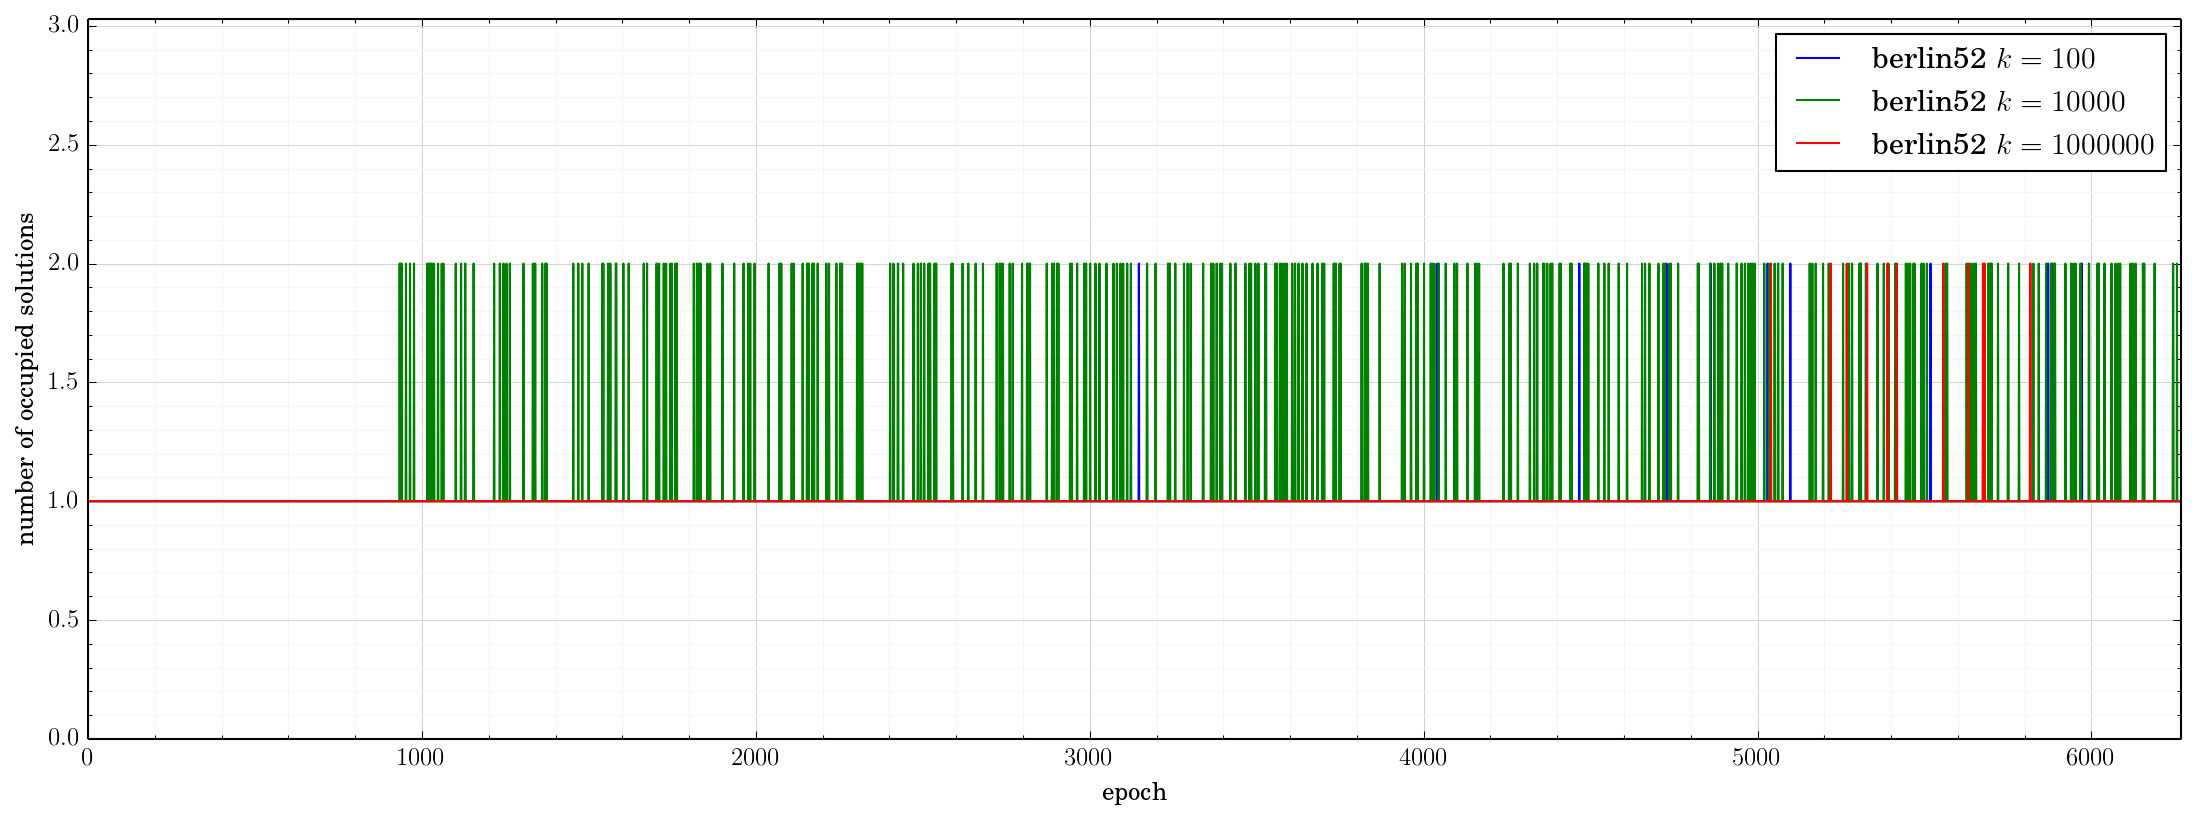 3.0
2.5
2.0
1.5
1.0
0.5
0.0
number of occupied solutions
berlin52 k = 100
berlin52 k = 10000
berlin52 k = 1000000
0 1000 2000 3000 4000 5000 6000
epoch